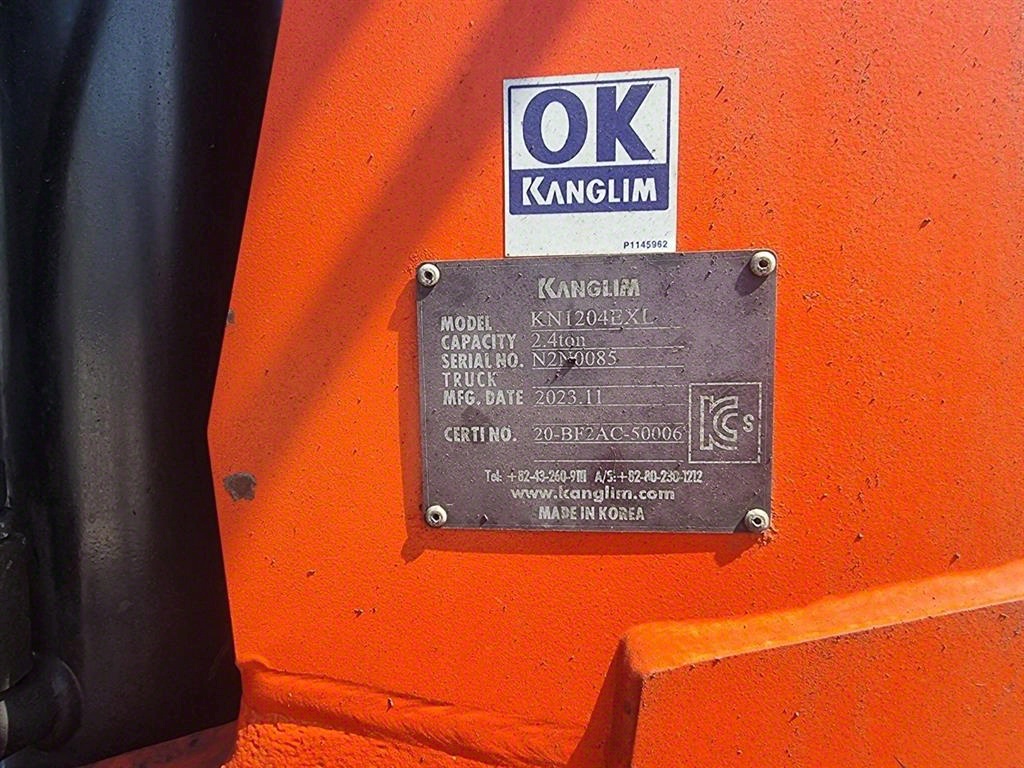 OK
KANGLIM
P1145962
KANGLIM
MODEL KN1204EXL
CAPACITY 2.4ton
SERIAL NO. N2N0085
TRUCK
MFG. DATE 2023.11
CERTI NO. 20-BF2AC-50006
KC S
Tel: +82-43-260-9111 A/S:+82-80-230-1212
www.kanglim.com
MADE IN KOREA